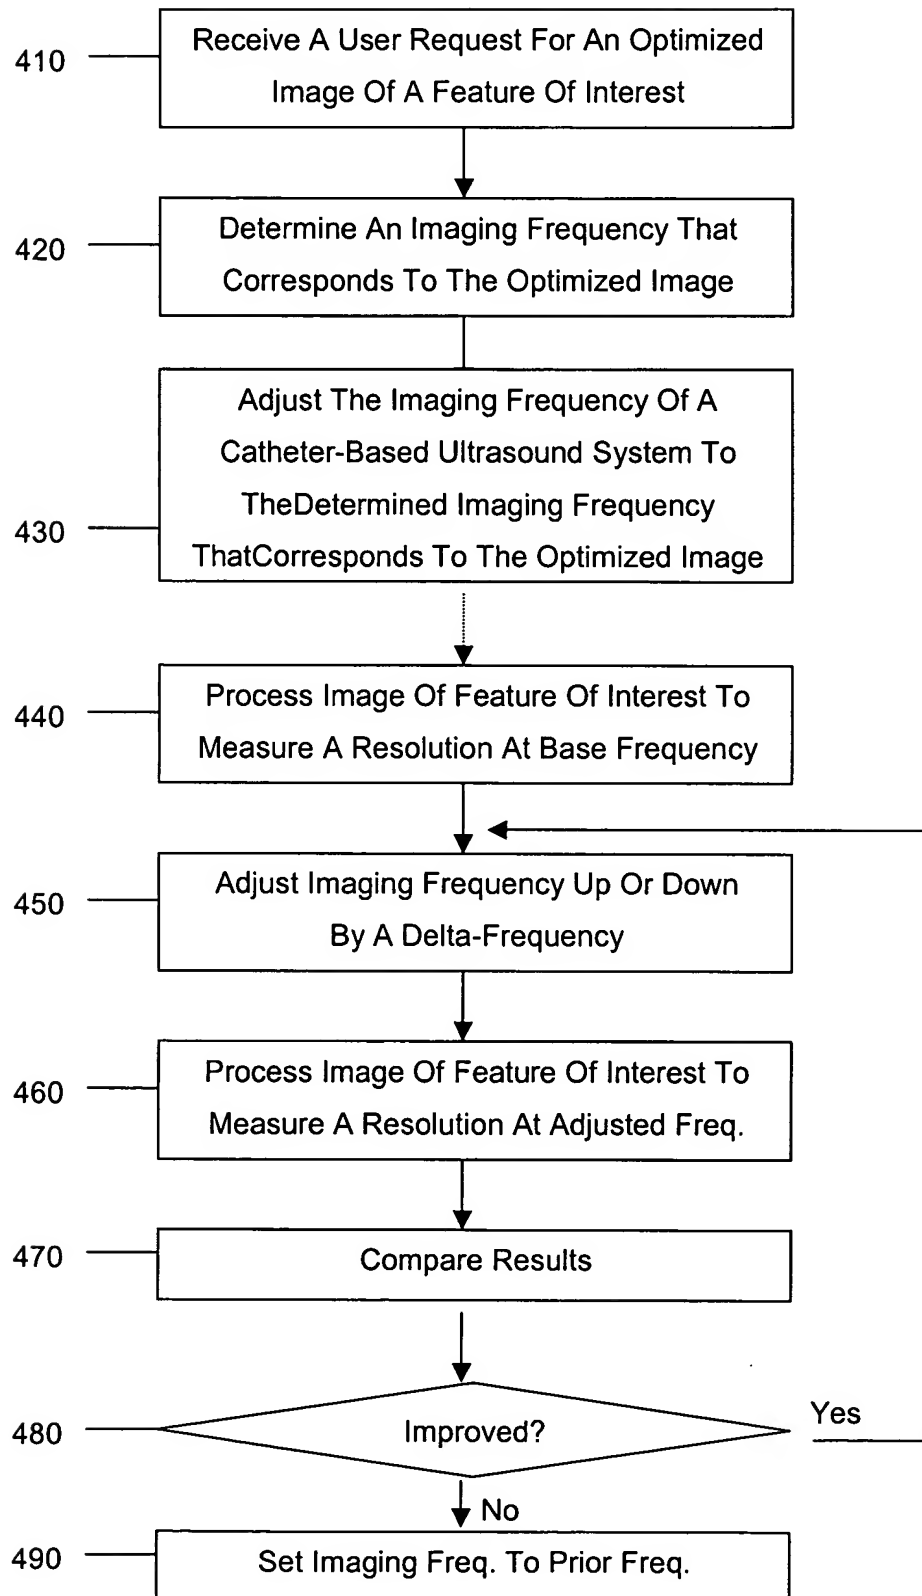 410
Receive A User Request For An Optimized
Image Of A Feature Of Interest
420
Determine An Imaging Frequency That
Corresponds To The Optimized Image
430
Adjust The Imaging Frequency Of A
Catheter-Based Ultrasound System To
TheDetermined Imaging Frequency
ThatCorresponds To The Optimized Image
440
Process Image Of Feature Of Interest To
Measure A Resolution At Base Frequency
450
Adjust Imaging Frequency Up Or Down
By A Delta-Frequency
460
Process Image Of Feature Of Interest To
Measure A Resolution At Adjusted Freq.
470
Compare Results
480
Improved?
Yes
No
490
Set Imaging Freq. To Prior Freq.